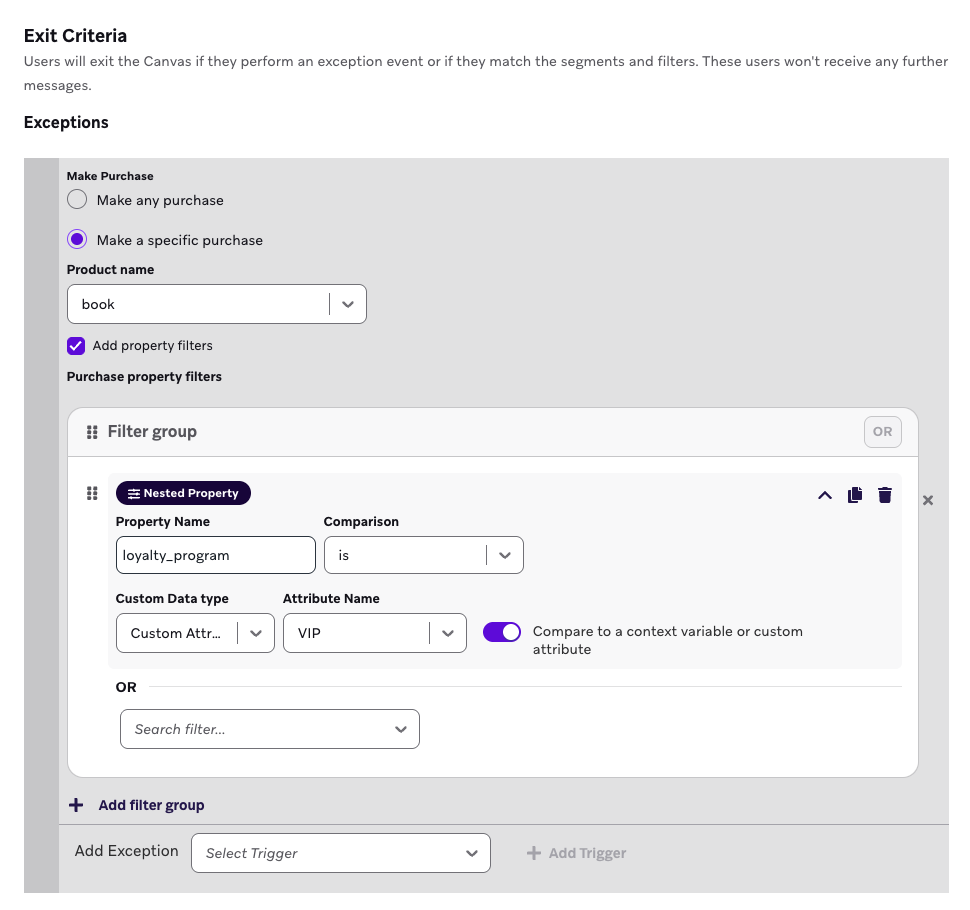 Exit Criteria
Users will exit the Canvas if they perform an exception event or if they match the segments and filters. These users won't receive any further
messages.
Exceptions
Make Purchase
Make any purchase
Make a specific purchase
Product name
book
Add property filters
Purchase property filters
Filter group
OR
Nested Property
Property Name
Comparison
loyalty_program
is
Custom Data type
Attribute Name
Custom Attr...
VIP
Compare to a context variable or custom
attribute
OR
Search filter...
Add filter group
Add Exception
Select Trigger
Add Trigger